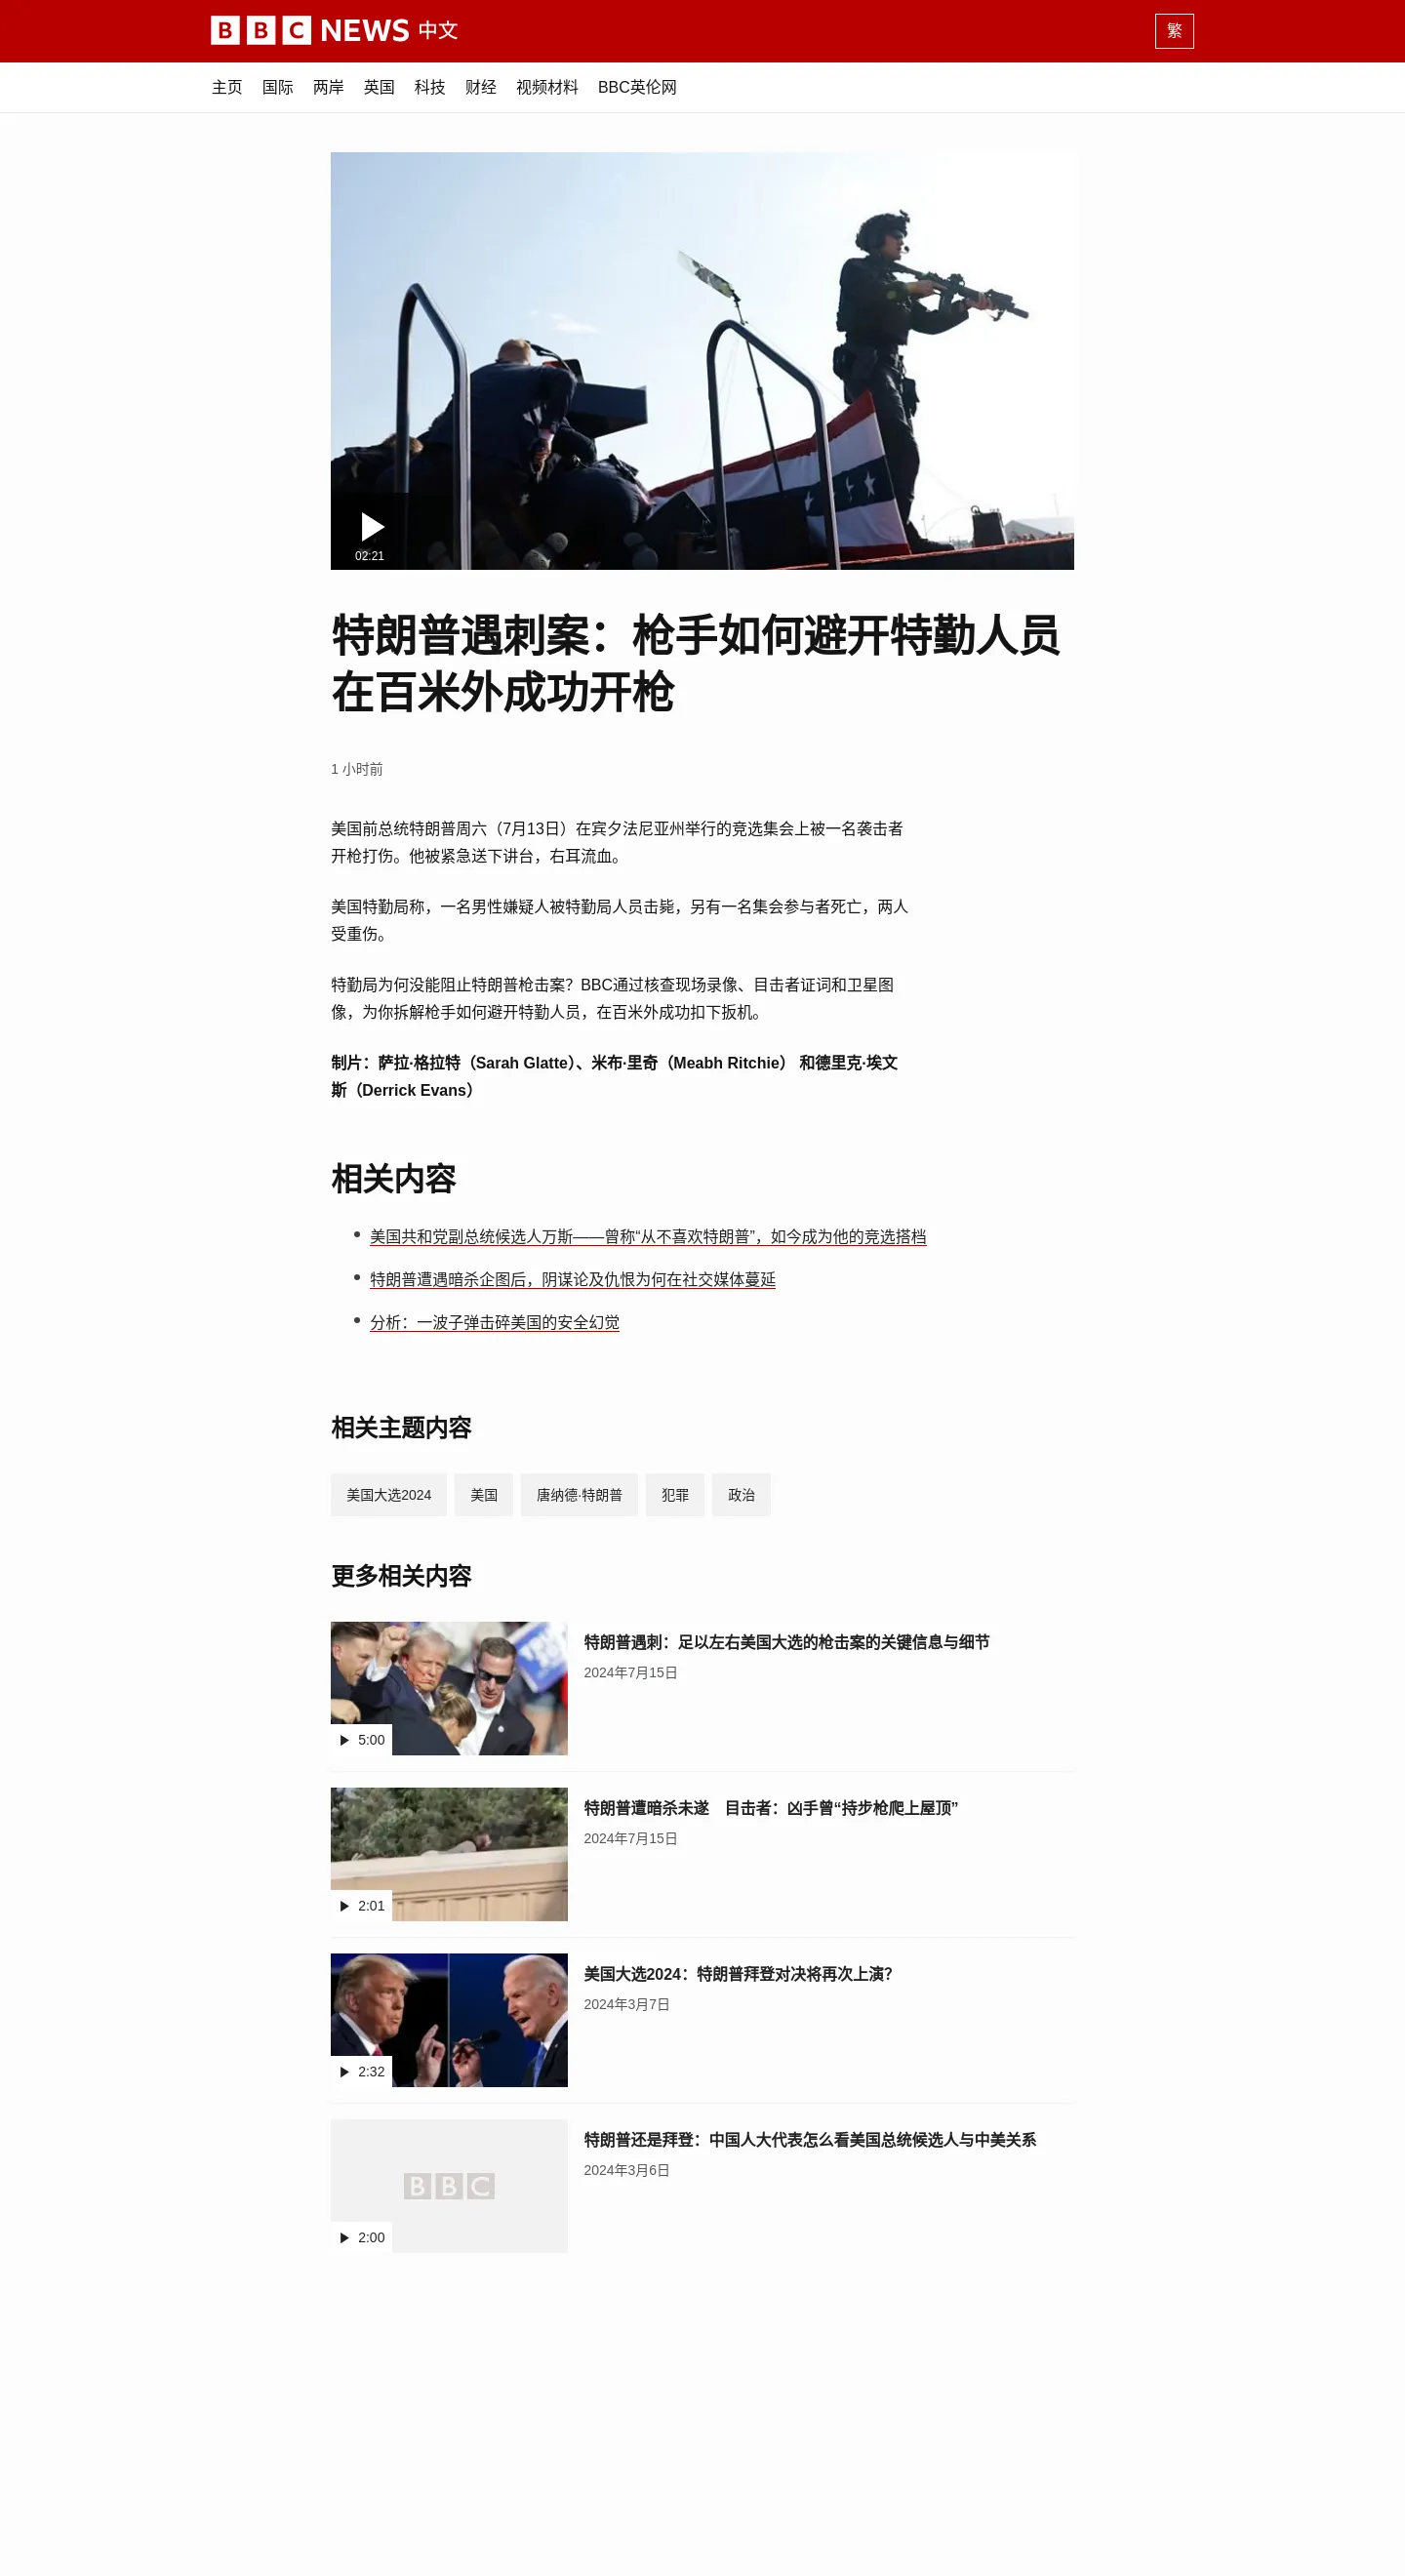 BBC NEWS 中文
繁
主页 国际 两岸 英国 科技 财经 视频材料 BBC英伦网
02:21
特朗普遇刺案：枪手如何避开特勤人员
在百米外成功开枪
1 小时前
美国前总统特朗普周六（7月13日）在宾夕法尼亚州举行的竞选集会上被一名袭击者
开枪打伤。他被紧急送下讲台，右耳流血。
美国特勤局称，一名男性嫌疑人被特勤局人员击毙，另有一名集会参与者死亡，两人
受重伤。
特勤局为何没能阻止特朗普枪击案？BBC通过核查现场录像、目击者证词和卫星图
像，为你拆解枪手如何避开特勤人员，在百米外成功扣下扳机。
制片：萨拉·格拉特（Sarah Glatte）、米布·里奇（Meabh Ritchie） 和德里克·埃文
斯（Derrick Evans）
相关内容
美国共和党副总统候选人万斯——曾称“从不喜欢特朗普”，如今成为他的竞选搭档
特朗普遭遇暗杀企图后，阴谋论及仇恨为何在社交媒体蔓延
分析：一波子弹击碎美国的安全幻觉
相关主题内容
美国大选2024 美国 唐纳德·特朗普 犯罪 政治
更多相关内容
特朗普遇刺：足以左右美国大选的枪击案的关键信息与细节
2024年7月15日
5:00
特朗普遭暗杀未遂　目击者：凶手曾“持步枪爬上屋顶”
2024年7月15日
2:01
美国大选2024：特朗普拜登对决将再次上演？
2024年3月7日
2:32
特朗普还是拜登：中国人大代表怎么看美国总统候选人与中美关系
2024年3月6日
BBC
2:00